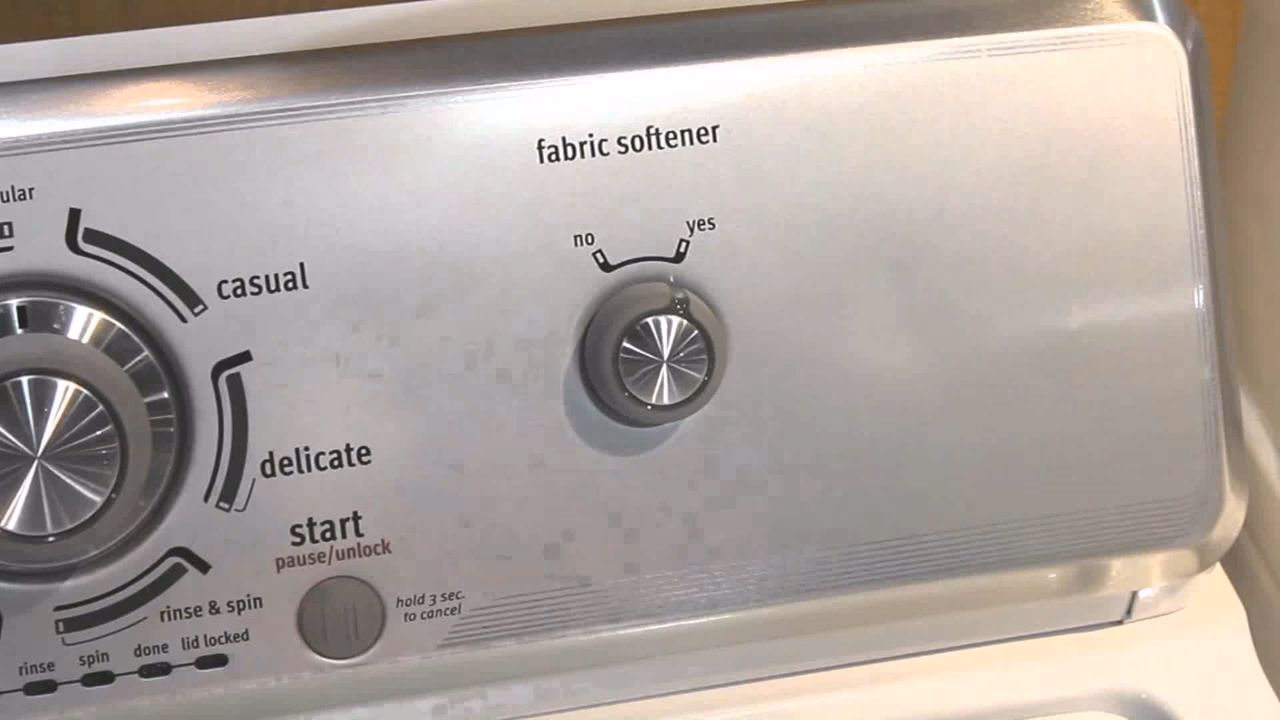 fabric softener
no
yes
ular
casual
delicate
start
pause/unlock
hold 3 sec.
to cancel
rinse & spin
rinse
spin
done
lid locked